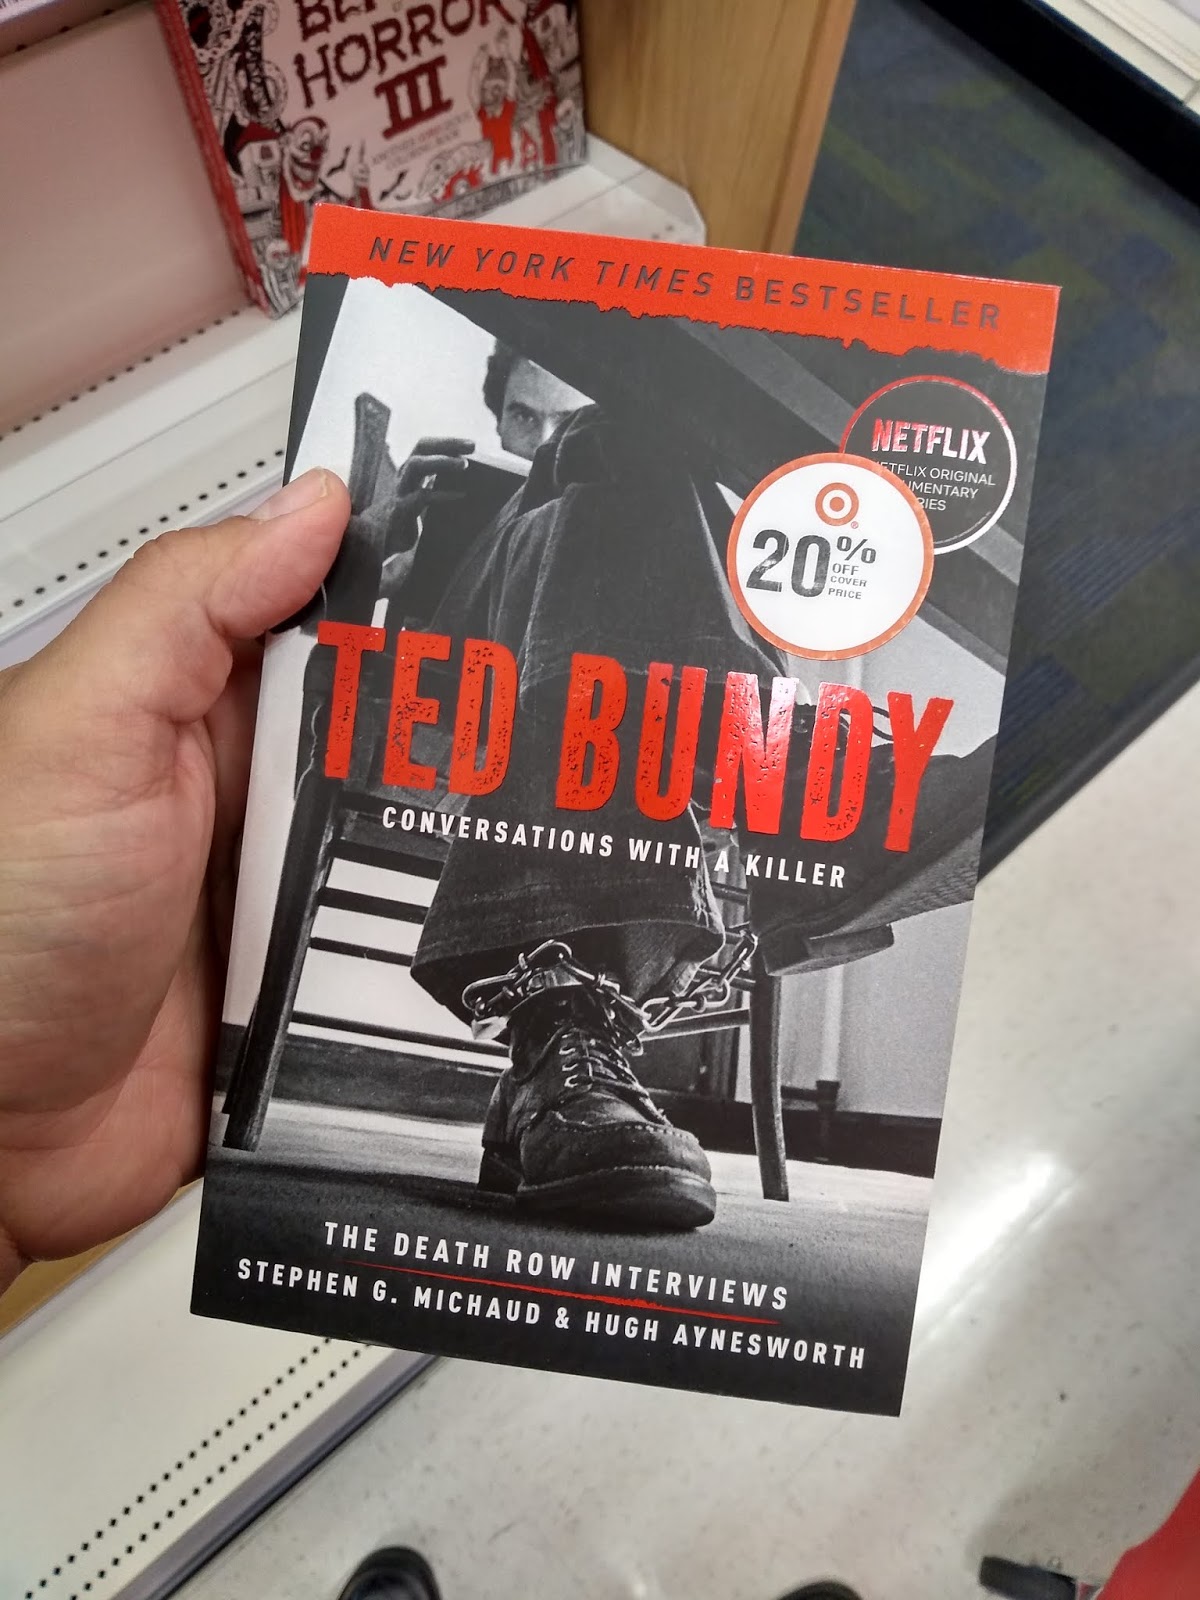 HORROR
III
NEW YORK TIMES BESTSELLER
NETFLIX
ORIGINAL
20% OFF COVER PRICE
TED BUNDY
CONVERSATIONS WITH A KILLER
THE DEATH ROW INTERVIEWS
STEPHEN G. MICHAUD & HUGH AYNESWORTH